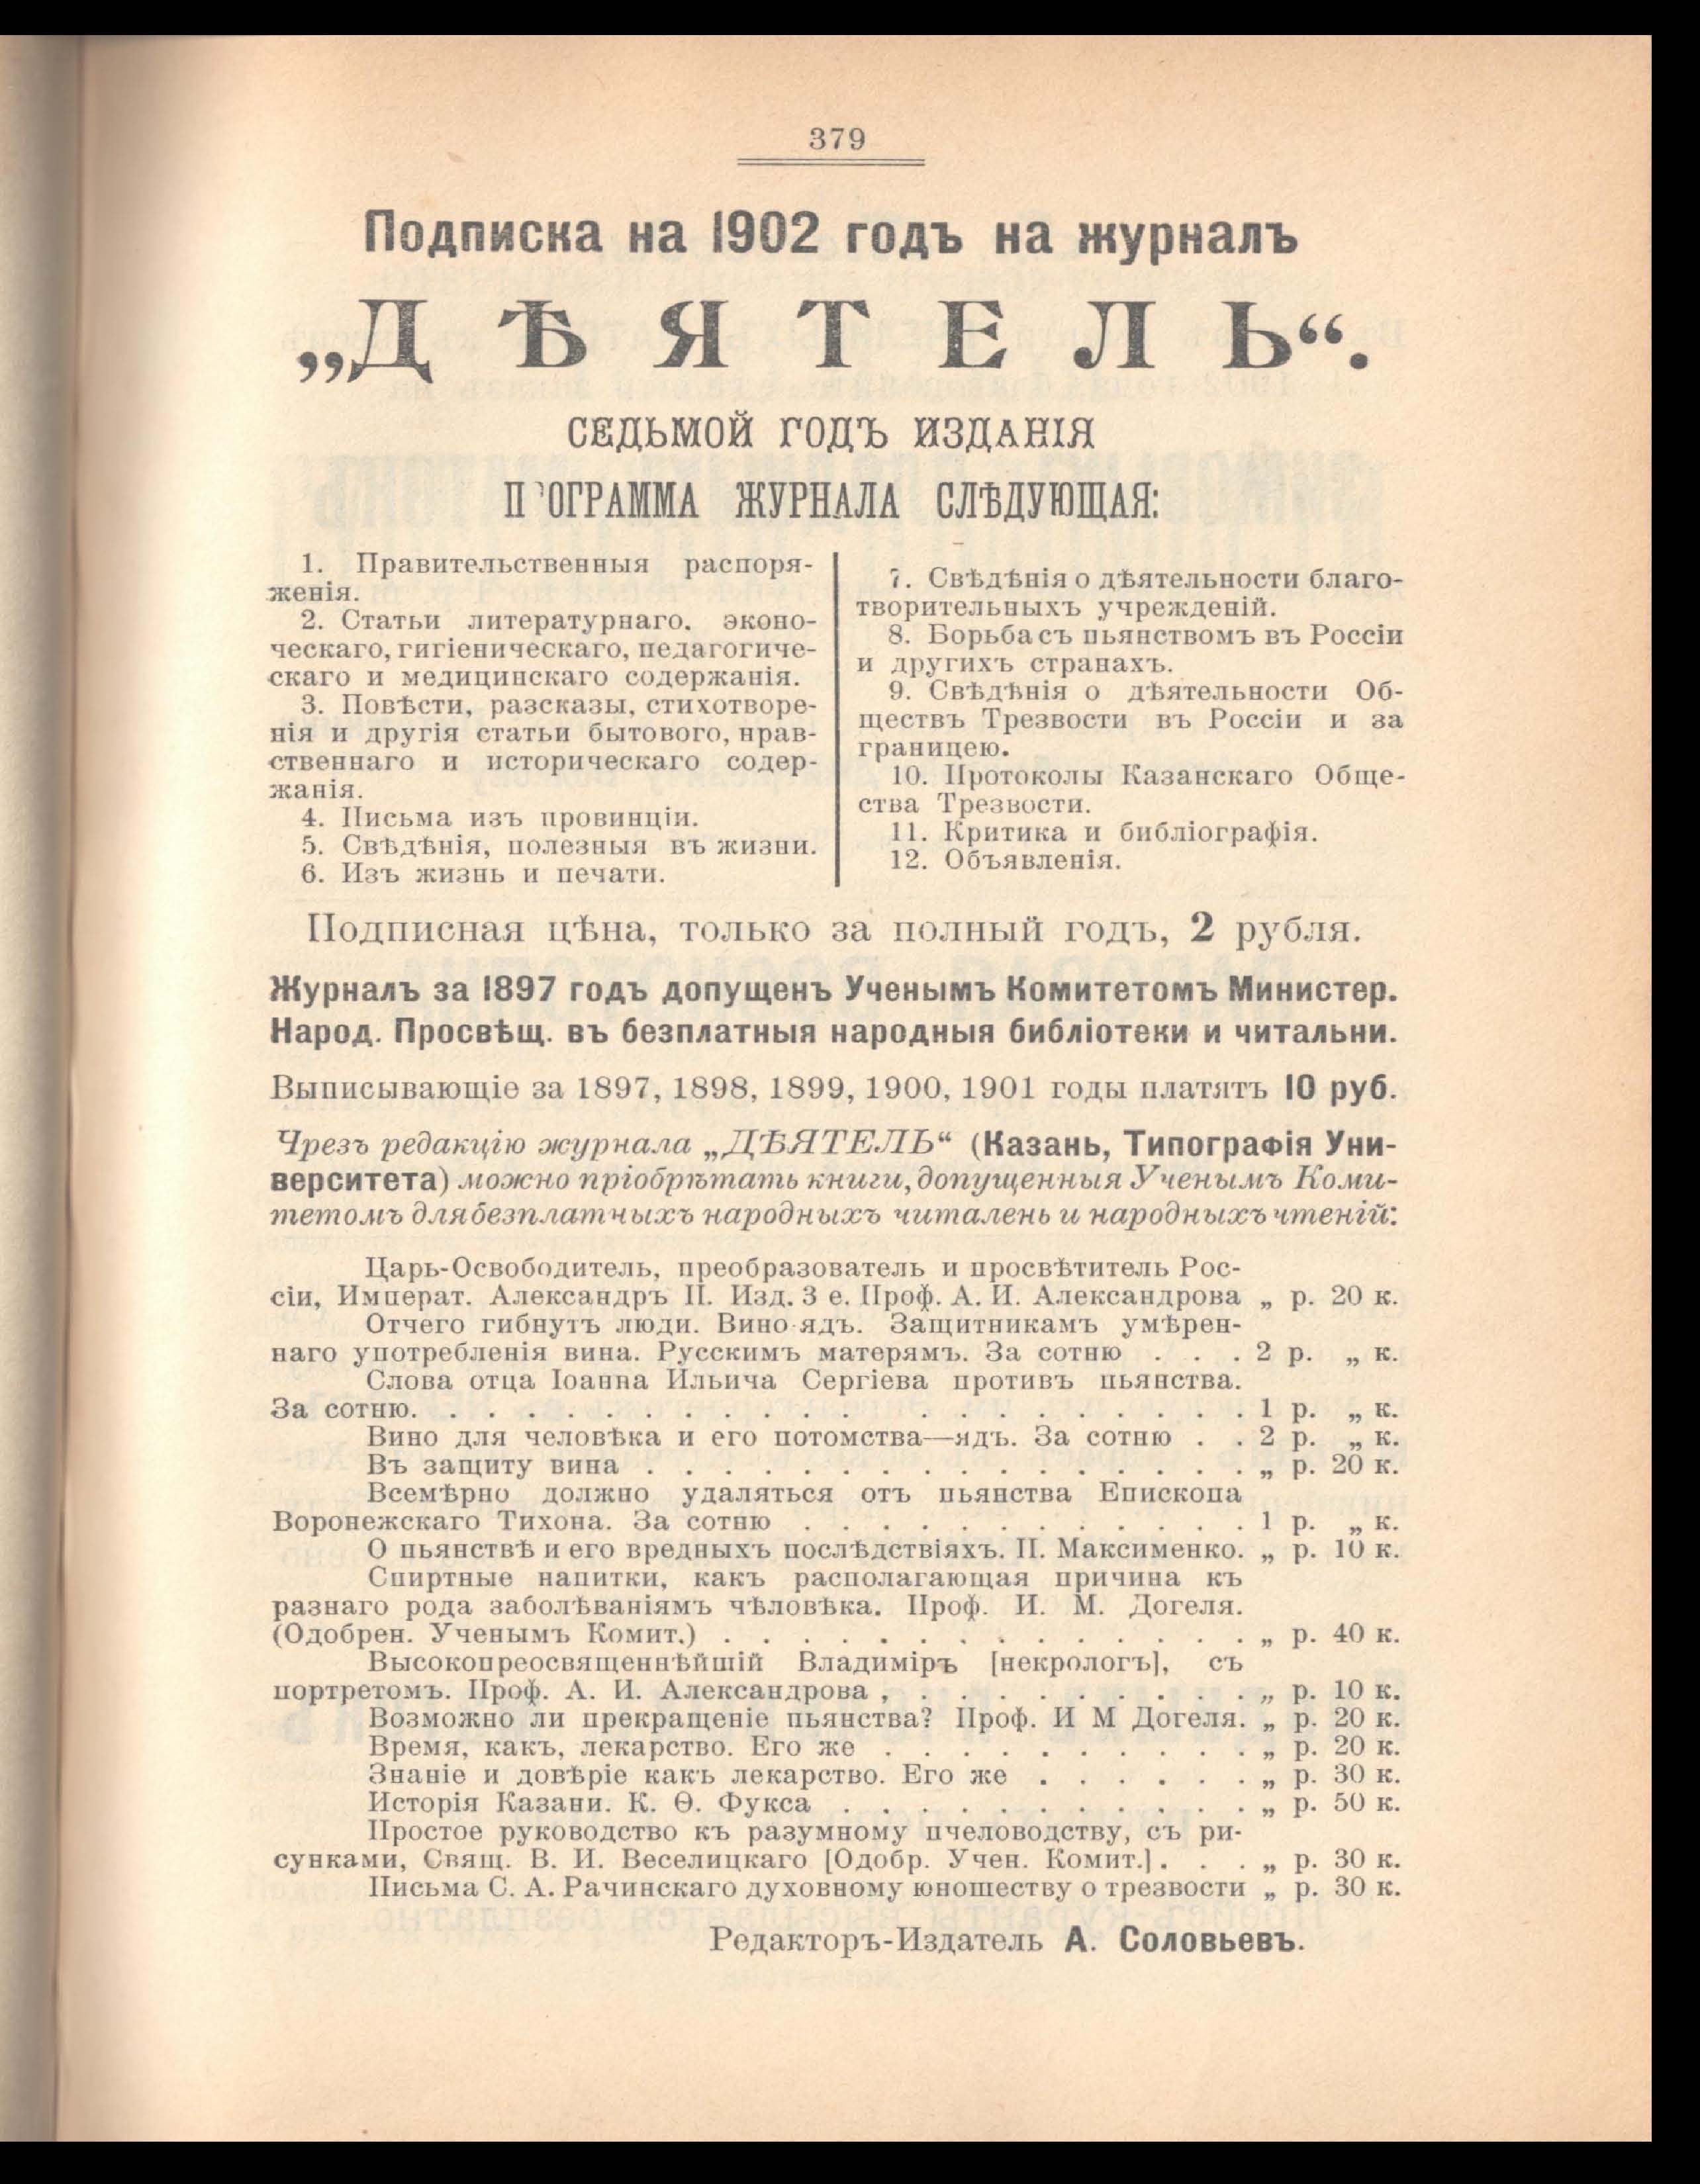 379
Подписка на 1902 годъ на журналъ
„ДѢЯТЕЛЬ“.
СЕДЬМОЙ ГОДЪ ИЗДАНІЯ
П'ОГРАММА ЖУРНАЛА СЛѢДУЮЩАЯ:
1. Правительственныя распоря-
женія.
2. Статьи литературнаго. эконо-
ческаго, гигіеническаго, педагогиче-
скаго и медицинскаго содержанія.
3. Повѣсти, разсказы, стихотворе-
нія и другія статьи бытового, нрав-
ственнаго и историческаго содер-
жанія.
4. Письма изъ провинціи.
5. Свѣдѣнія, полезныя въ жизни.
6. Изъ жизнь и печати.
7. Свѣдѣнія о дѣятельности благо-
творительныхъ учрежденій.
8. Борьба съ пьянствомъ въ Россіи
и другихъ странахъ.
9. Свѣдѣнія о дѣятельности Об-
ществъ Трезвости въ Россіи и за
границею.
10. Протоколы Казанскаго Обще-
ства Трезвости.
11. Критика и библіографія.
12. Объявленія.
Подписная цѣна, только за полный годъ, 2 рубля.
Журналъ за 1897 годъ допущенъ Ученымъ Комитетомъ Министер.
Народ. Просвѣщ. въ безплатныя народныя библіотеки и читальни.
Выписывающіе за 1897, 1898, 1899, 1900, 1901 годы платятъ 10 руб.
Чрезъ редакцію журнала „ДѢЯТЕЛЬ“ (Казань, Типографія Уни-
верситета) можно пріобрѣтать книги, допущенныя Ученымъ Коми-
тетомъ для безплатныхъ народныхъ читалень и народныхъ чтеній:
Царь-Освободитель, преобразователь и просвѣтитель Рос-
сіи, Императ. Александръ II. Изд. 3 е. Проф. А. И. Александрова „ р. 20 к.
Отчего гибнутъ люди. Вино-ядъ. Защитникамъ умѣрен-
наго употребленія вина. Русскимъ матерямъ. За сотню . . . 2 р. „ к.
Слова отца Іоанна Ильича Сергіева противъ пьянства.
За сотню. . . . . . . . . . . . . . . . . . . . . . 1 р. „ к.
Вино для человѣка и его потомства—ядъ. За сотню . . 2 р. „ к.
Въ защиту вина . . . . . . . . . . . . . . . . „ р. 20 к.
Всемѣрно должно удаляться отъ пьянства Епископа
Воронежскаго Тихона. За сотню . . . . . . . . . . . . 1 р. „ к.
О пьянствѣ и его вредныхъ послѣдствіяхъ. П. Максименко. „ р. 10 к.
Спиртные напитки, какъ располагающая причина къ
разнаго рода заболѣваніямъ чѣловѣка. Проф. И. М. Догеля.
(Одобрен. Ученымъ Комит.) . . . . . . . . . . . . . . „ р. 40 к.
Высокопреосвященнѣйшій Владиміръ [некрологъ], съ
портретомъ. Проф. А. И. Александрова , . . . . . . . . . „ р. 10 к.
Возможно ли прекращеніе пьянства? Проф. И М Догеля. „ р. 20 к.
Время, какъ, лекарство. Его же . . . . . . . . . . „ р. 20 к.
Знаніе и довѣріе какъ лекарство. Его же . . . . . . „ р. 30 к.
Исторія Казани. К. Ѳ. Фукса . . . . . . . . . . . „ р. 50 к.
Простое руководство къ разумному пчеловодству, съ ри-
сунками, Свящ. В. И. Веселицкаго [Одобр. Учен. Комит.]. . . „ р. 30 к.
Письма С. А. Рачинскаго духовному юношеству о трезвости „ р. 30 к.
Редакторъ-Издатель А. Соловьевъ.